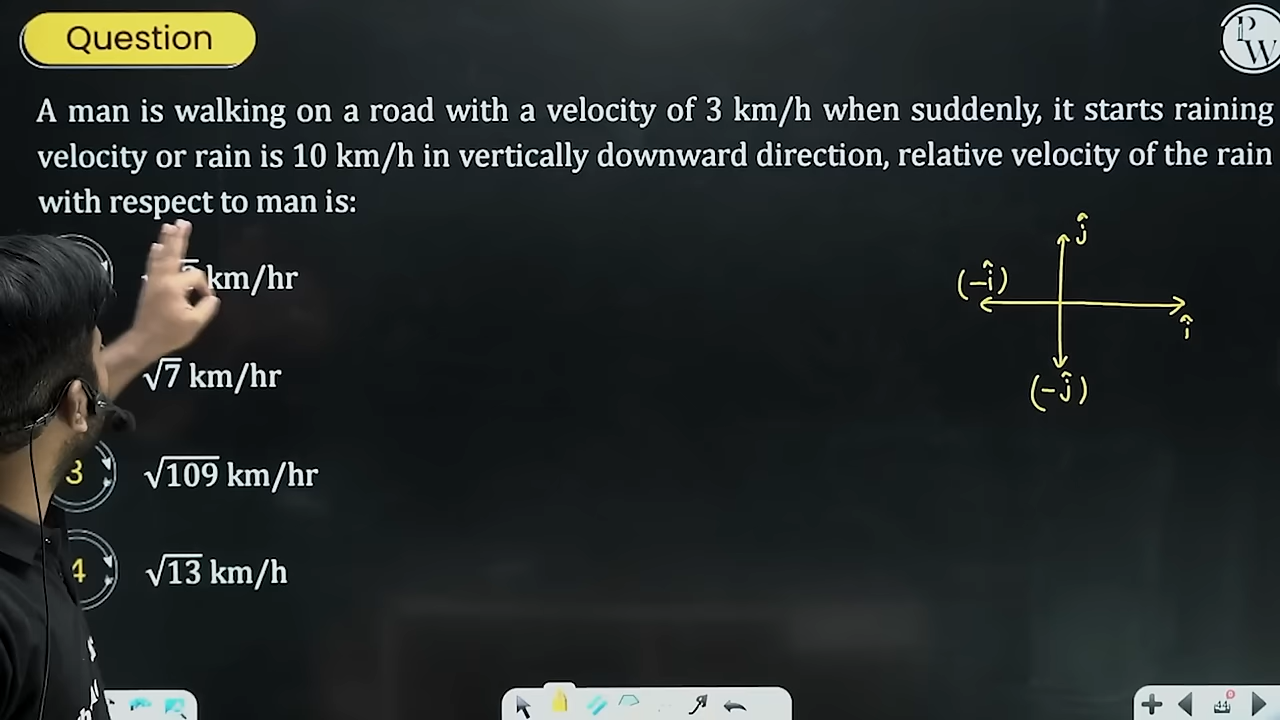 Question
PW
A man is walking on a road with a velocity of 3 km/h when suddenly, it starts raining
velocity or rain is 10 km/h in vertically downward direction, relative velocity of the rain
with respect to man is:
km/hr
√7 km/hr
3 √109 km/hr
4 √13 km/h
ĵ
(-î)
î
(-ĵ)